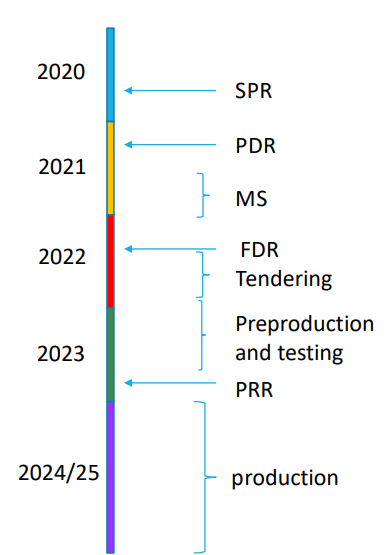 2020
SPR
PDR
2021
MS
FDR
2022
Tendering
Preproduction
and testing
2023
PRR
2024/25
production